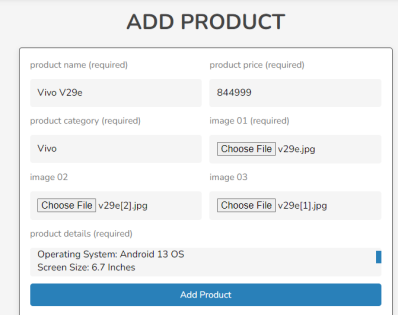 ADD PRODUCT
product name (required)
product price (required)
Vivo V29e
844999
product category (required)
image 01 (required)
Vivo
Choose File v29e.jpg
image 02
image 03
Choose File v29e[2].jpg
Choose File v29e[1].jpg
product details (required)
Operating System: Android 13 OS
Screen Size: 6.7 Inches
Add Product